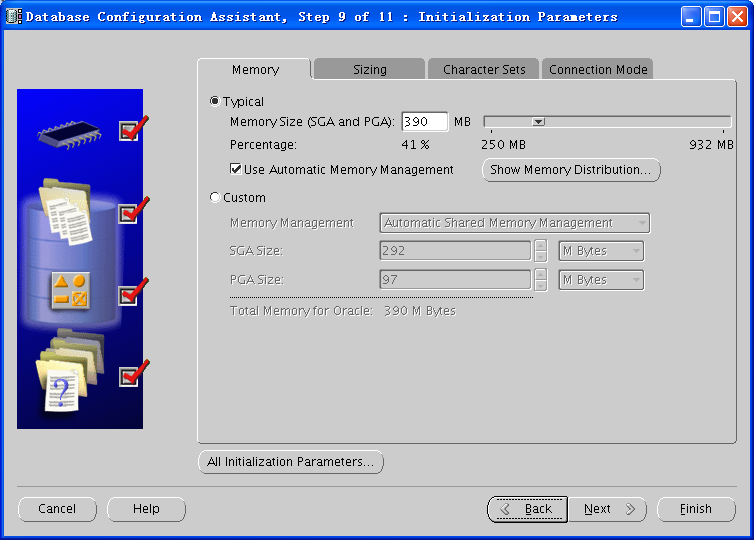 Database Configuration Assistant, Step 9 of 11 : Initialization Parameters
Memory Sizing Character Sets Connection Mode
Typical
Memory Size (SGA and PGA): 390 MB
Percentage: 41 % 250 MB 932 MB
Use Automatic Memory Management Show Memory Distribution...
Custom
Memory Management Automatic Shared Memory Management
SGA Size: 292 M Bytes
PGA Size: 97 M Bytes
Total Memory for Oracle: 390 M Bytes
?
All Initialization Parameters...
Cancel Help Back Next Finish